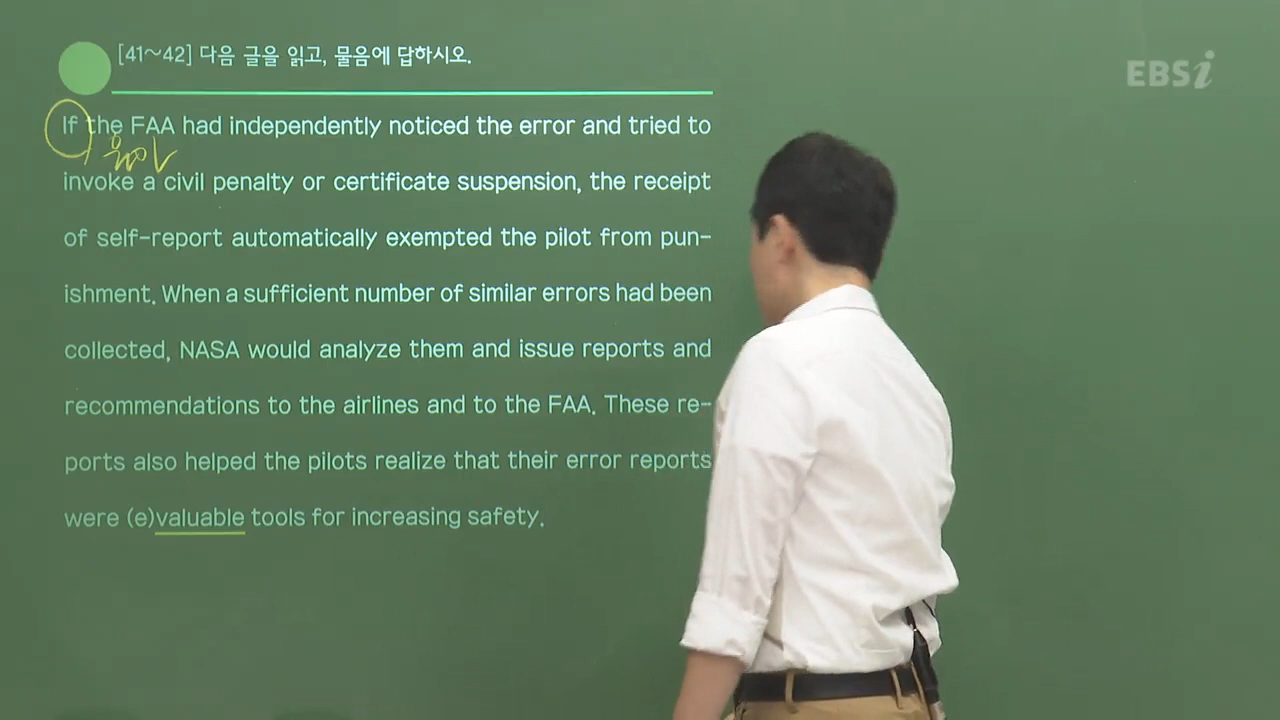 [41~42] 다음 글을 읽고, 물음에 답하시오.
EBSi
If the FAA had independently noticed the error and tried to
invoke a civil penalty or certificate suspension, the receipt
of self-report automatically exempted the pilot from pun-
ishment. When a sufficient number of similar errors had been
collected, NASA would analyze them and issue reports and
recommendations to the airlines and to the FAA. These re-
ports also helped the pilots realize that their error reports
were (e)valuable tools for increasing safety.